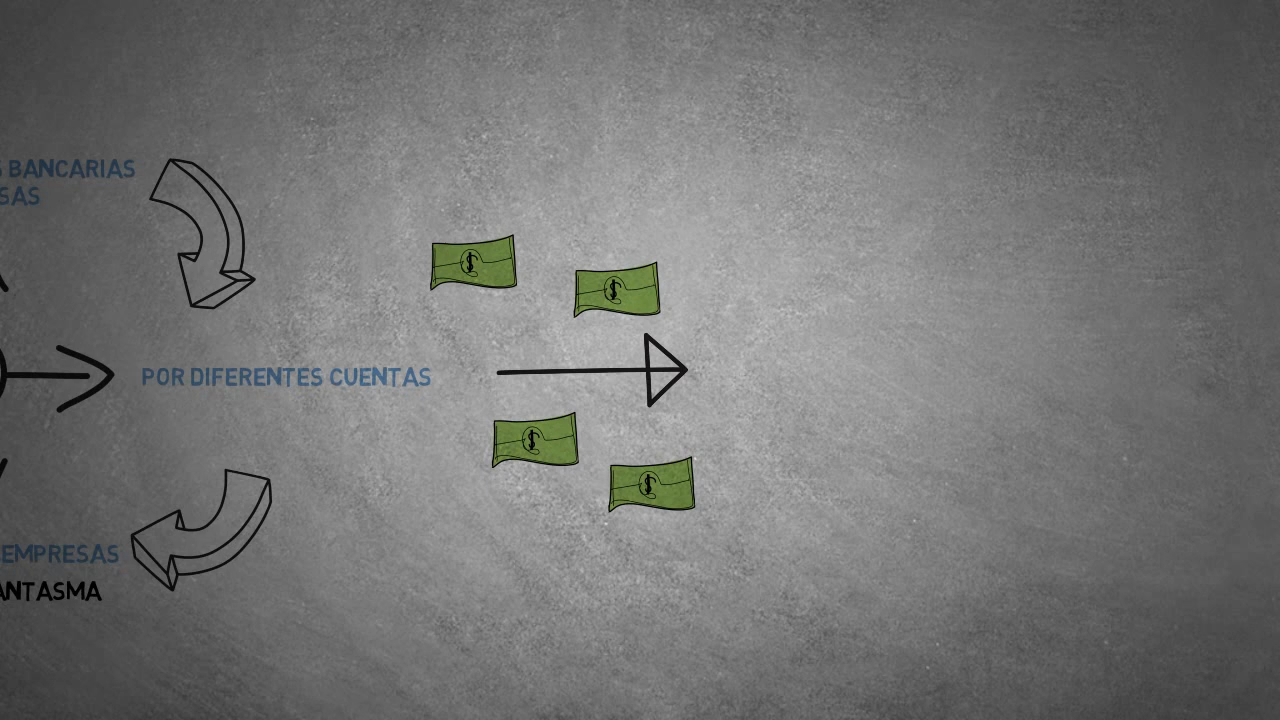 S BANCARIAS
SAS
POR DIFERENTES CUENTAS
EMPRESAS
ANTASMA